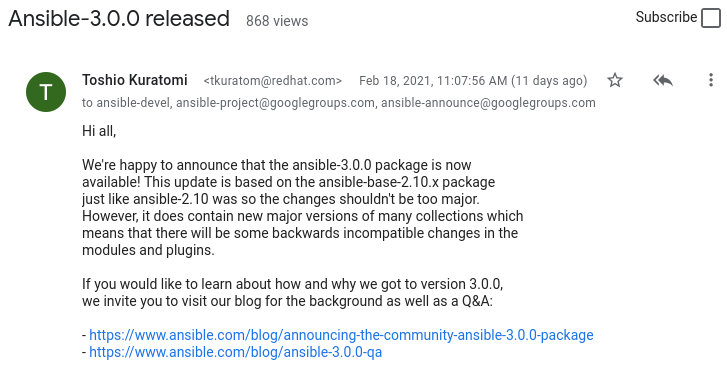 Ansible-3.0.0 released 868 views Subscribe
T Toshio Kuratomi <tkuratom@redhat.com> Feb 18, 2021, 11:07:56 AM (11 days ago)
to ansible-devel, ansible-project@googlegroups.com, ansible-announce@googlegroups.com
Hi all,
We're happy to announce that the ansible-3.0.0 package is now
available! This update is based on the ansible-base-2.10.x package
just like ansible-2.10 was so the changes shouldn't be too major.
However, it does contain new major versions of many collections which
means that there will be some backwards incompatible changes in the
modules and plugins.
If you would like to learn about how and why we got to version 3.0.0,
we invite you to visit our blog for the background as well as a Q&A:
- https://www.ansible.com/blog/announcing-the-community-ansible-3.0.0-package
- https://www.ansible.com/blog/ansible-3.0.0-qa